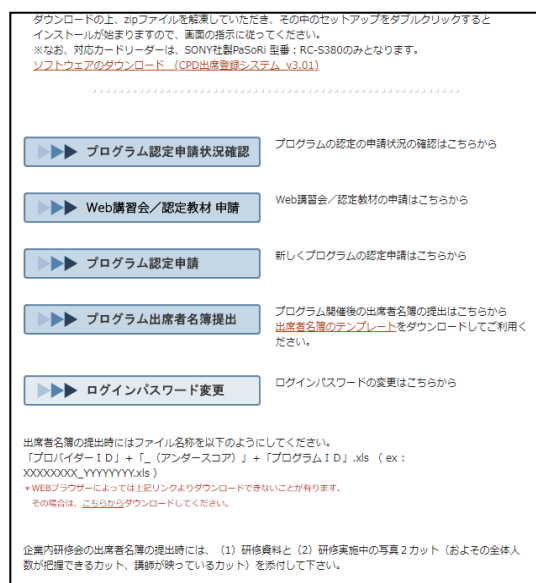 ダウンロードの上、zipファイルを解凍していただき、その中のセットアップをダブルクリックすると
インストールが始まりますので、画面の指示に従ってください。
※なお、対応カードリーダーは、SONY社製PaSoRi 型番：RC-S380のみとなります。
ソフトウェアのダウンロード （CPD出席登録システム v3.01）
プログラム認定申請状況確認
プログラムの認定の申請状況の確認はこちらから
Web講習会／認定教材 申請
Web講習会／認定教材の申請はこちらから
プログラム認定申請
新しくプログラムの認定申請はこちらから
プログラム出席者名簿提出
プログラム開催後の出席者名簿の提出はこちらから
出席者名簿のテンプレートをダウンロードしてご利用く
ださい。
ログインパスワード変更
ログインパスワードの変更はこちらから
出席者名簿の提出時にはファイル名称を以下のようにしてください。
「プロバイダーＩＤ」＋「_（アンダースコア）」＋「プログラムＩＤ」.xls （ ex：
XXXXXXXX_YYYYYYYY.xls ）
＊WEBブラウザーによっては上記リンクよりダウンロードできないことが有ります。
その場合は、こちらからダウンロードしてください。
企業内研修会の出席者名簿の提出時には、（1）研修資料と（2）研修実施中の写真２カット（およその全体人
数が把握できるカット、講師が映っているカット）を添付して下さい。